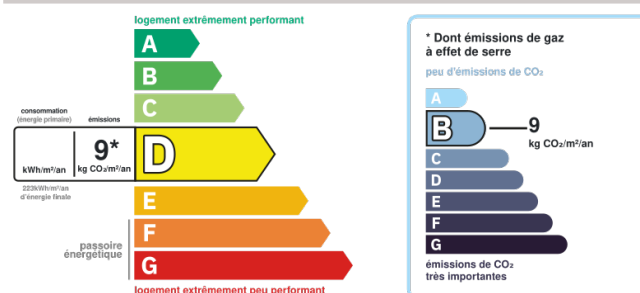 logement extrêmement performant
A
B
C
consommation
(énergie primaire)
émissions
9*
kWh/m²/an
kg CO₂/m²/an
D
223kWh/m²/an
d'énergie finale
E
F
passoire
énergétique
G
logement extrêmement peu performant
* Dont émissions de gaz
à effet de serre
peu d'émissions de CO₂
A
B
9
kg CO₂/m²/an
C
D
E
F
G
émissions de CO₂
très importantes